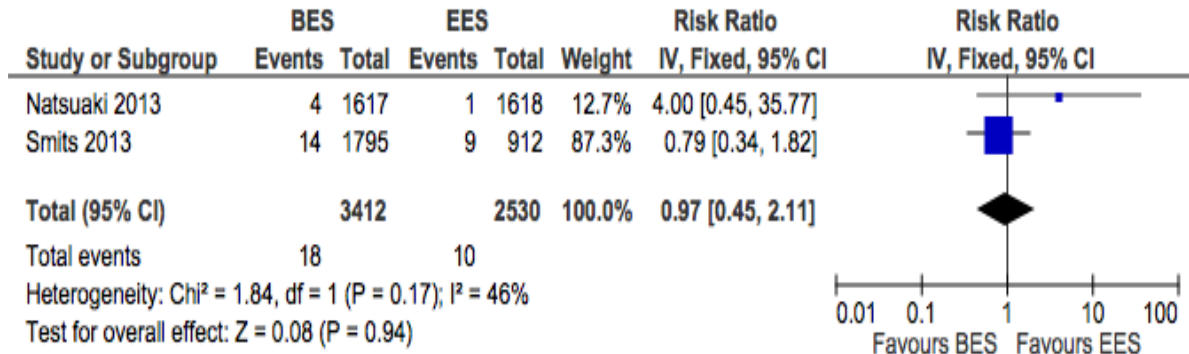 BES EES Risk Ratio Risk Ratio
Study or Subgroup Events Total Events Total Weight IV, Fixed, 95% CI IV, Fixed, 95% CI
Natsuaki 2013 4 1617 1 1618 12.7% 4.00 [0.45, 35.77]
Smits 2013 14 1795 9 912 87.3% 0.79 [0.34, 1.82]
Total (95% CI) 3412 2530 100.0% 0.97 [0.45, 2.11]
Total events 18 10
Heterogeneity: Chi² = 1.84, df = 1 (P = 0.17); I² = 46%
Test for overall effect: Z = 0.08 (P = 0.94)
0.01 0.1 1 10 100
Favours BES Favours EES